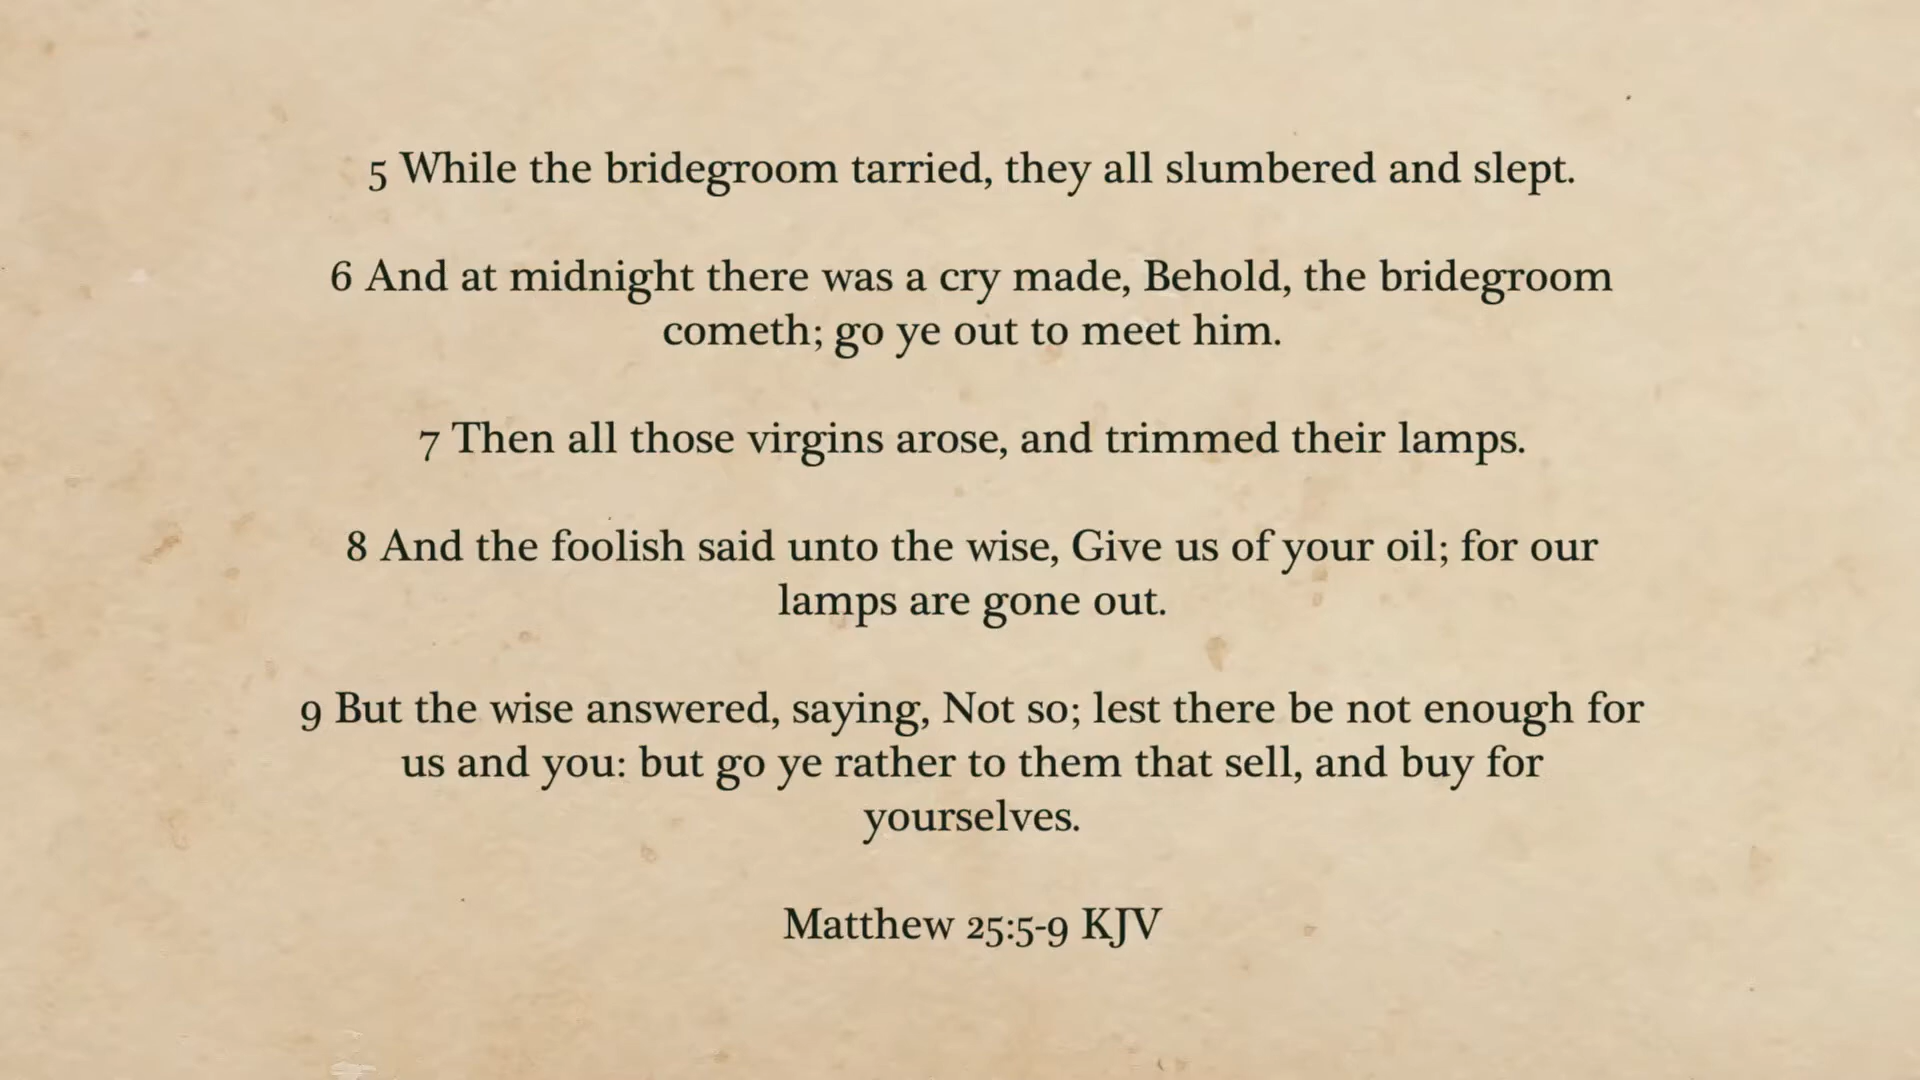 5 While the bridegroom tarried, they all slumbered and slept.
6 And at midnight there was a cry made, Behold, the bridegroom
cometh; go ye out to meet him.
7 Then all those virgins arose, and trimmed their lamps.
8 And the foolish said unto the wise, Give us of your oil; for our
lamps are gone out.
9 But the wise answered, saying, Not so; lest there be not enough for
us and you: but go ye rather to them that sell, and buy for
yourselves.
Matthew 25:5-9 KJV